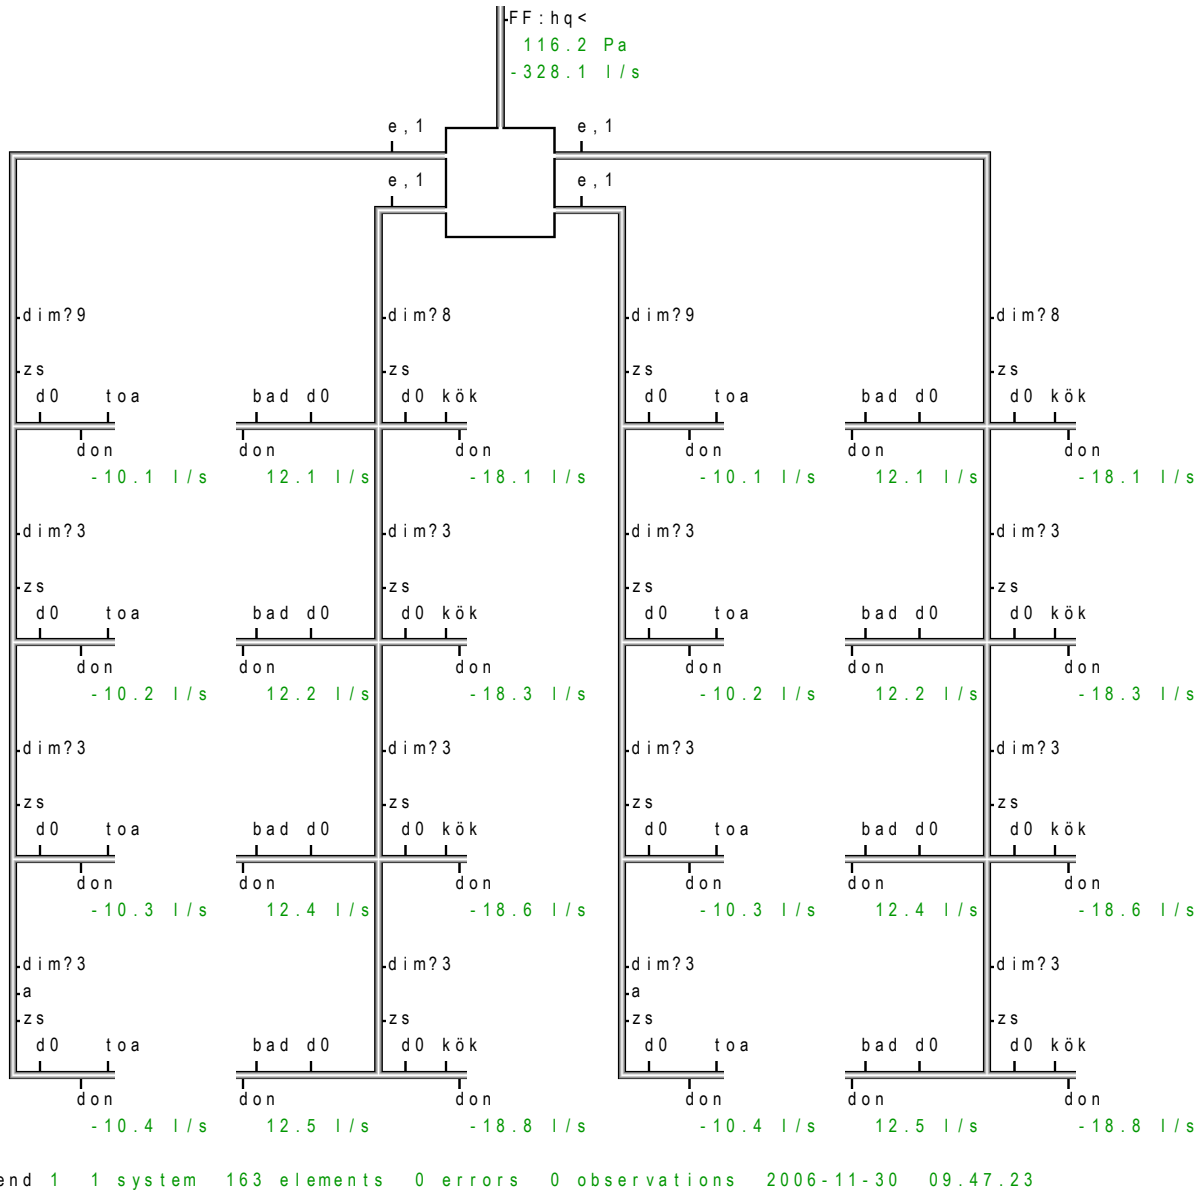 FF:hq<
116.2 Pa
-328.1 l/s
e,1 e,1
e,1 e,1
dim?9 dim?8 dim?9 dim?8
zs zs zs zs
d0 toa bad d0 d0 kök d0 toa bad d0 d0 kök
don don don don don don
-10.1 l/s 12.1 l/s -18.1 l/s -10.1 l/s 12.1 l/s -18.1 l/s
dim?3 dim?3 dim?3 dim?3
zs zs zs zs
d0 toa bad d0 d0 kök d0 toa bad d0 d0 kök
don don don don don don
-10.2 l/s 12.2 l/s -18.3 l/s -10.2 l/s 12.2 l/s -18.3 l/s
dim?3 dim?3 dim?3 dim?3
zs zs zs zs
d0 toa bad d0 d0 kök d0 toa bad d0 d0 kök
don don don don don don
-10.3 l/s 12.4 l/s -18.6 l/s -10.3 l/s 12.4 l/s -18.6 l/s
dim?3 dim?3 dim?3 dim?3
a a
zs zs zs zs
d0 toa bad d0 d0 kök d0 toa bad d0 d0 kök
don don don don don don
-10.4 l/s 12.5 l/s -18.8 l/s -10.4 l/s 12.5 l/s -18.8 l/s
end 1 1 system 163 elements 0 errors 0 observations 2006-11-30 09.47.23